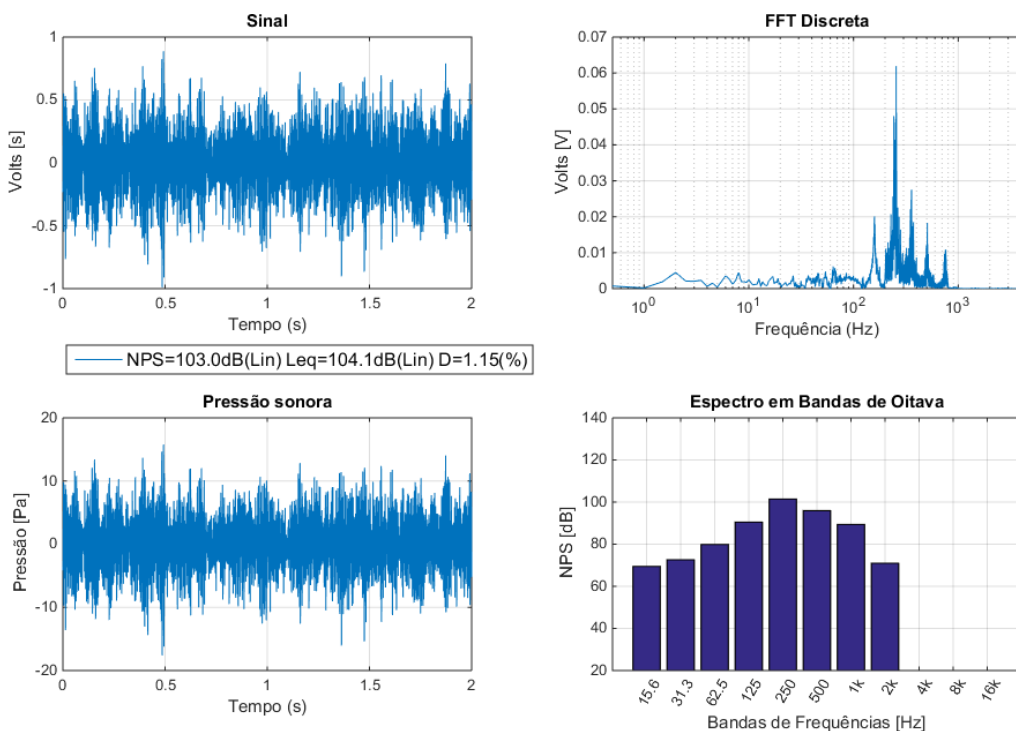 Sinal
Volts [s]
1
0.5
0
-0.5
-1
0
0.5
1
1.5
2
Tempo (s)
FFT Discreta
Volts [V]
0.07
0.06
0.05
0.04
0.03
0.02
0.01
0
10^0
10^1
10^2
10^3
Frequência (Hz)
NPS=103.0dB(Lin) Leq=104.1dB(Lin) D=1.15(%)
Pressão sonora
Pressão [Pa]
20
10
0
-10
-20
0
0.5
1
1.5
2
Tempo (s)
Espectro em Bandas de Oitava
NPS [dB]
140
120
100
80
60
40
20
15.6
31.3
62.5
125
250
500
1k
2k
4k
8k
16k
Bandas de Frequências [Hz]